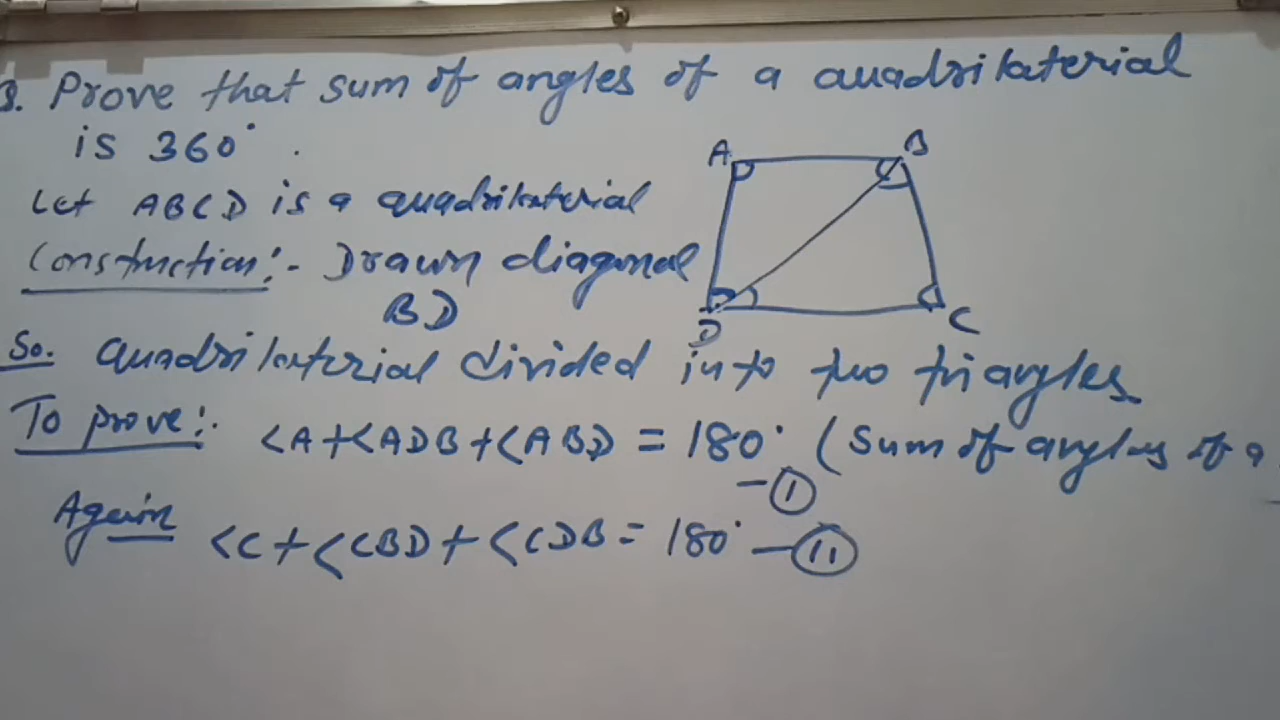 3. Prove that sum of angles of a quadrilaterial
is 360° .
Let ABCD is a quadrilaterial
Construction:- Drawn diagonal
BD
So. quadrilaterial divided into two triangles
To prove:- <A+<ADB+<ABD = 180° (Sum of angles of a
—①
Again <C+<CBD+<CDB = 180° —⑪
A
B
D
C